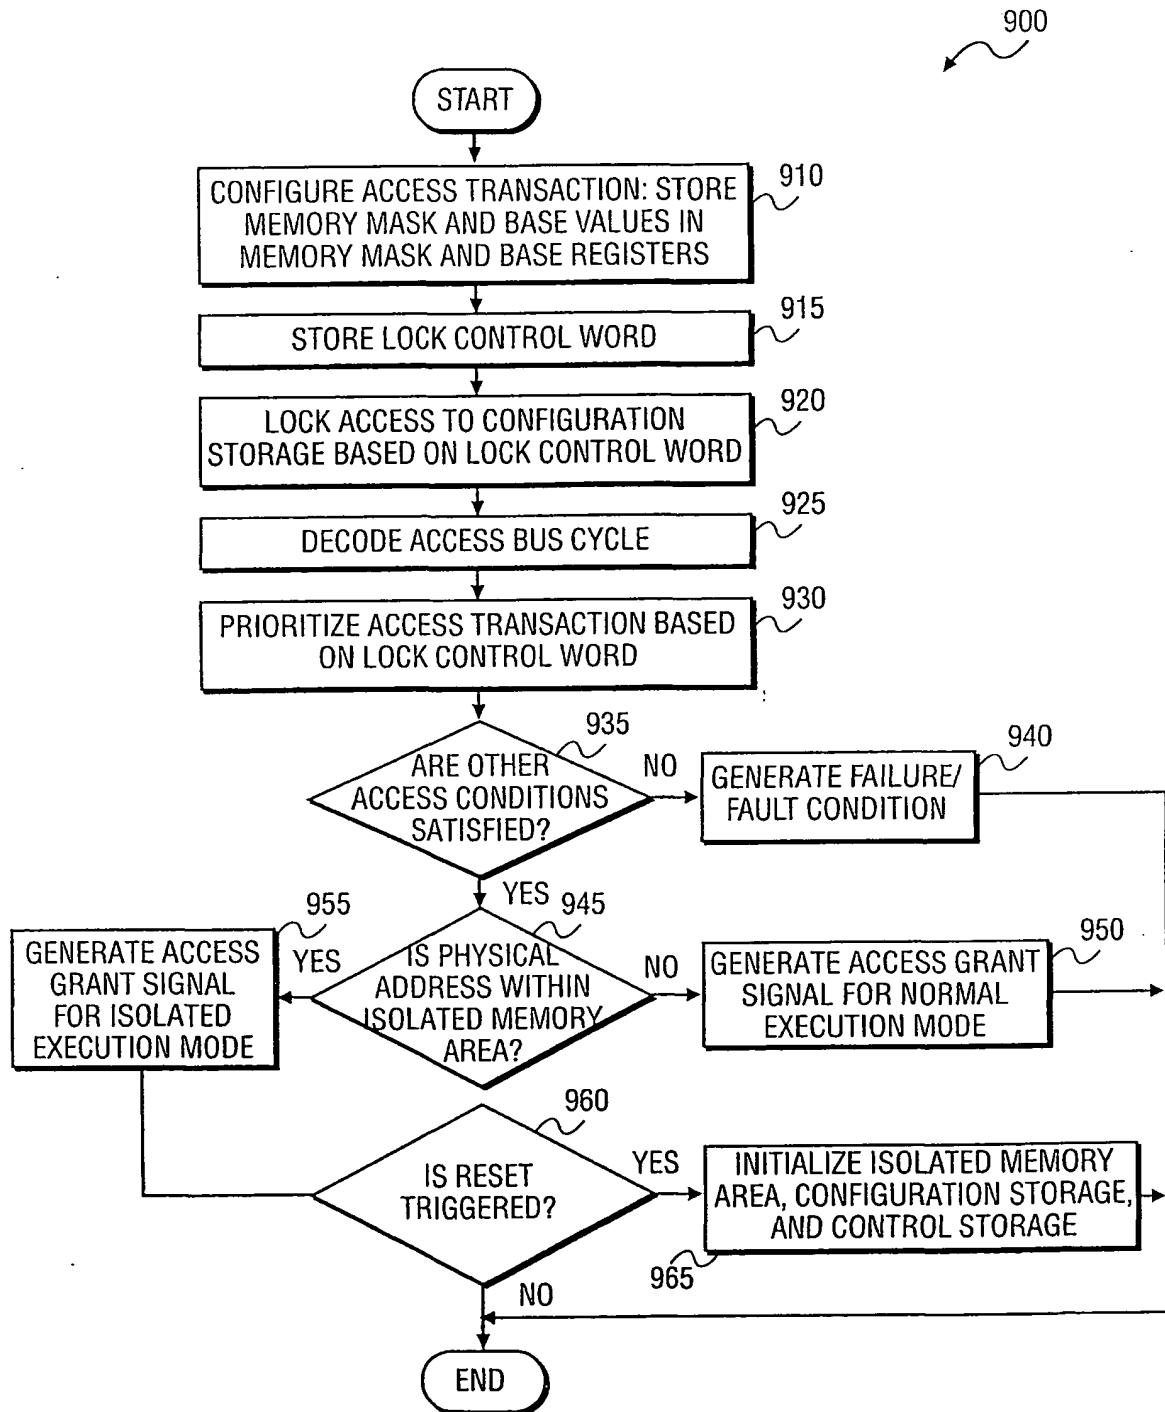 900
START
CONFIGURE ACCESS TRANSACTION: STORE
MEMORY MASK AND BASE VALUES IN
MEMORY MASK AND BASE REGISTERS
910
STORE LOCK CONTROL WORD
915
LOCK ACCESS TO CONFIGURATION
STORAGE BASED ON LOCK CONTROL WORD
920
DECODE ACCESS BUS CYCLE
925
PRIORITIZE ACCESS TRANSACTION BASED
ON LOCK CONTROL WORD
930
ARE OTHER
ACCESS CONDITIONS
SATISFIED?
935
NO
GENERATE FAILURE/
FAULT CONDITION
940
YES
IS PHYSICAL
ADDRESS WITHIN
ISOLATED MEMORY
AREA?
945
YES
GENERATE ACCESS
GRANT SIGNAL
FOR ISOLATED
EXECUTION MODE
955
NO
GENERATE ACCESS GRANT
SIGNAL FOR NORMAL
EXECUTION MODE
950
IS RESET
TRIGGERED?
960
YES
INITIALIZE ISOLATED MEMORY
AREA, CONFIGURATION STORAGE,
AND CONTROL STORAGE
965
NO
END